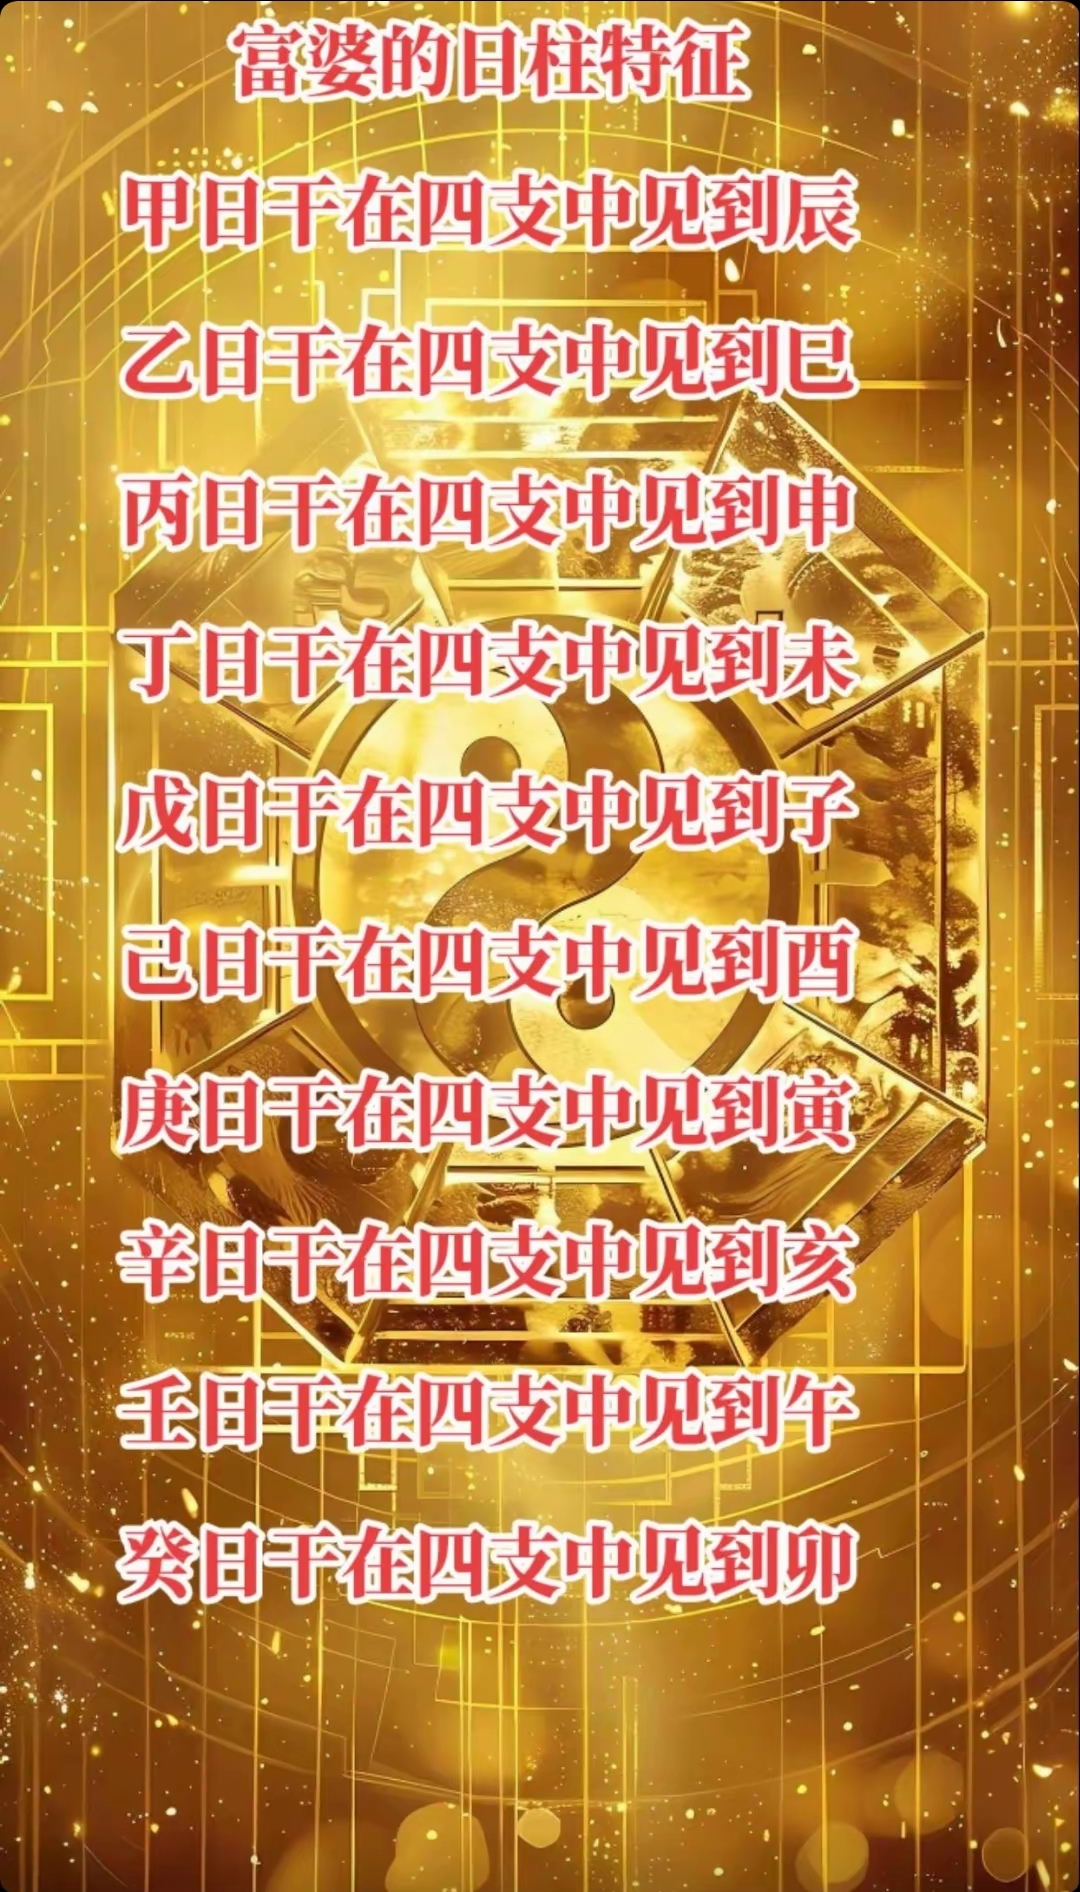 富婆的日柱特征
甲日干在四支中见到辰
乙日干在四支中见到巳
丙日干在四支中见到申
丁日干在四支中见到未
戊日干在四支中见到子
己日干在四支中见到酉
庚日干在四支中见到寅
辛日干在四支中见到亥
壬日干在四支中见到午
癸日干在四支中见到卯